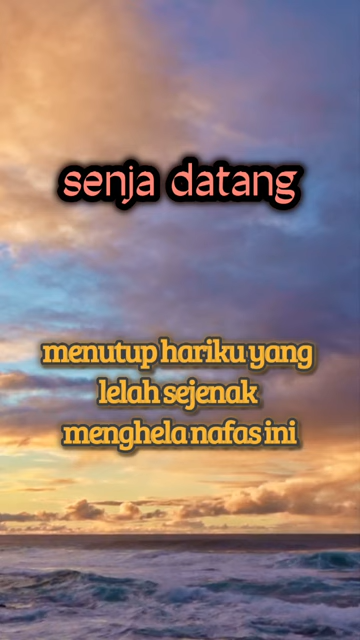 senja datang
menutup hariku yang
lelah sejenak
menghela nafas ini